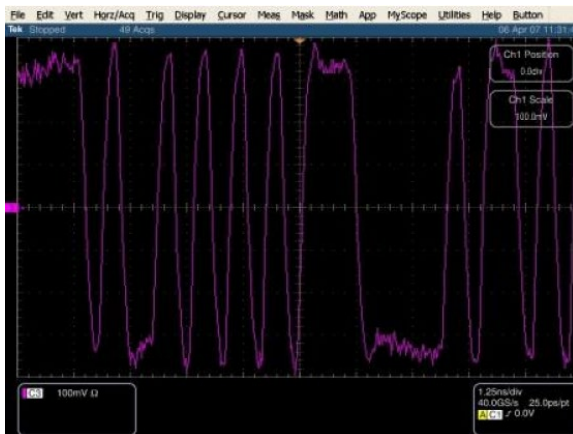 File Edit Vert Horz/Acq Trig Display Cursor Meas Mask Math App MyScope Utilities Help Button
Tek Stopped 49 Acqs 06 Apr 07 11:31:
Ch1 Position
0.0div
Ch1 Scale
100.0mV
C3 100mV Ω
1.25ns/div
40.0GS/s 25.0ps/pt
A C1 0.0V